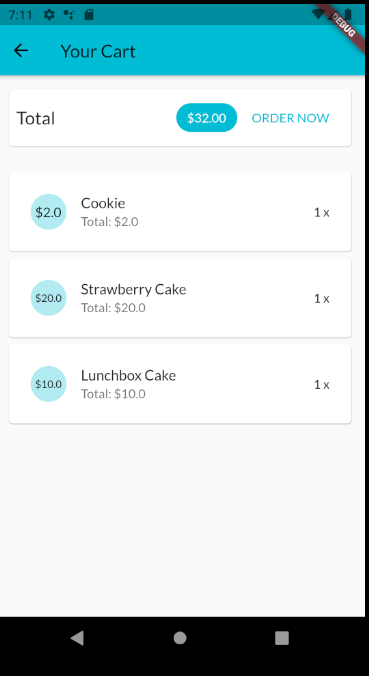 7:11
DEBUG
Your Cart
Total $32.00 ORDER NOW
$2.0 Cookie 1 x
Total: $2.0
$20.0 Strawberry Cake 1 x
Total: $20.0
$10.0 Lunchbox Cake 1 x
Total: $10.0